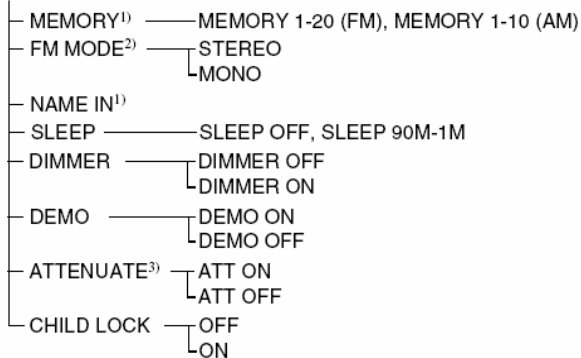 MEMORY1) MEMORY 1-20 (FM), MEMORY 1-10 (AM)
FM MODE2) STEREO
MONO
NAME IN1)
SLEEP SLEEP OFF, SLEEP 90M-1M
DIMMER DIMMER OFF
DIMMER ON
DEMO DEMO ON
DEMO OFF
ATTENUATE3) ATT ON
ATT OFF
CHILD LOCK OFF
ON